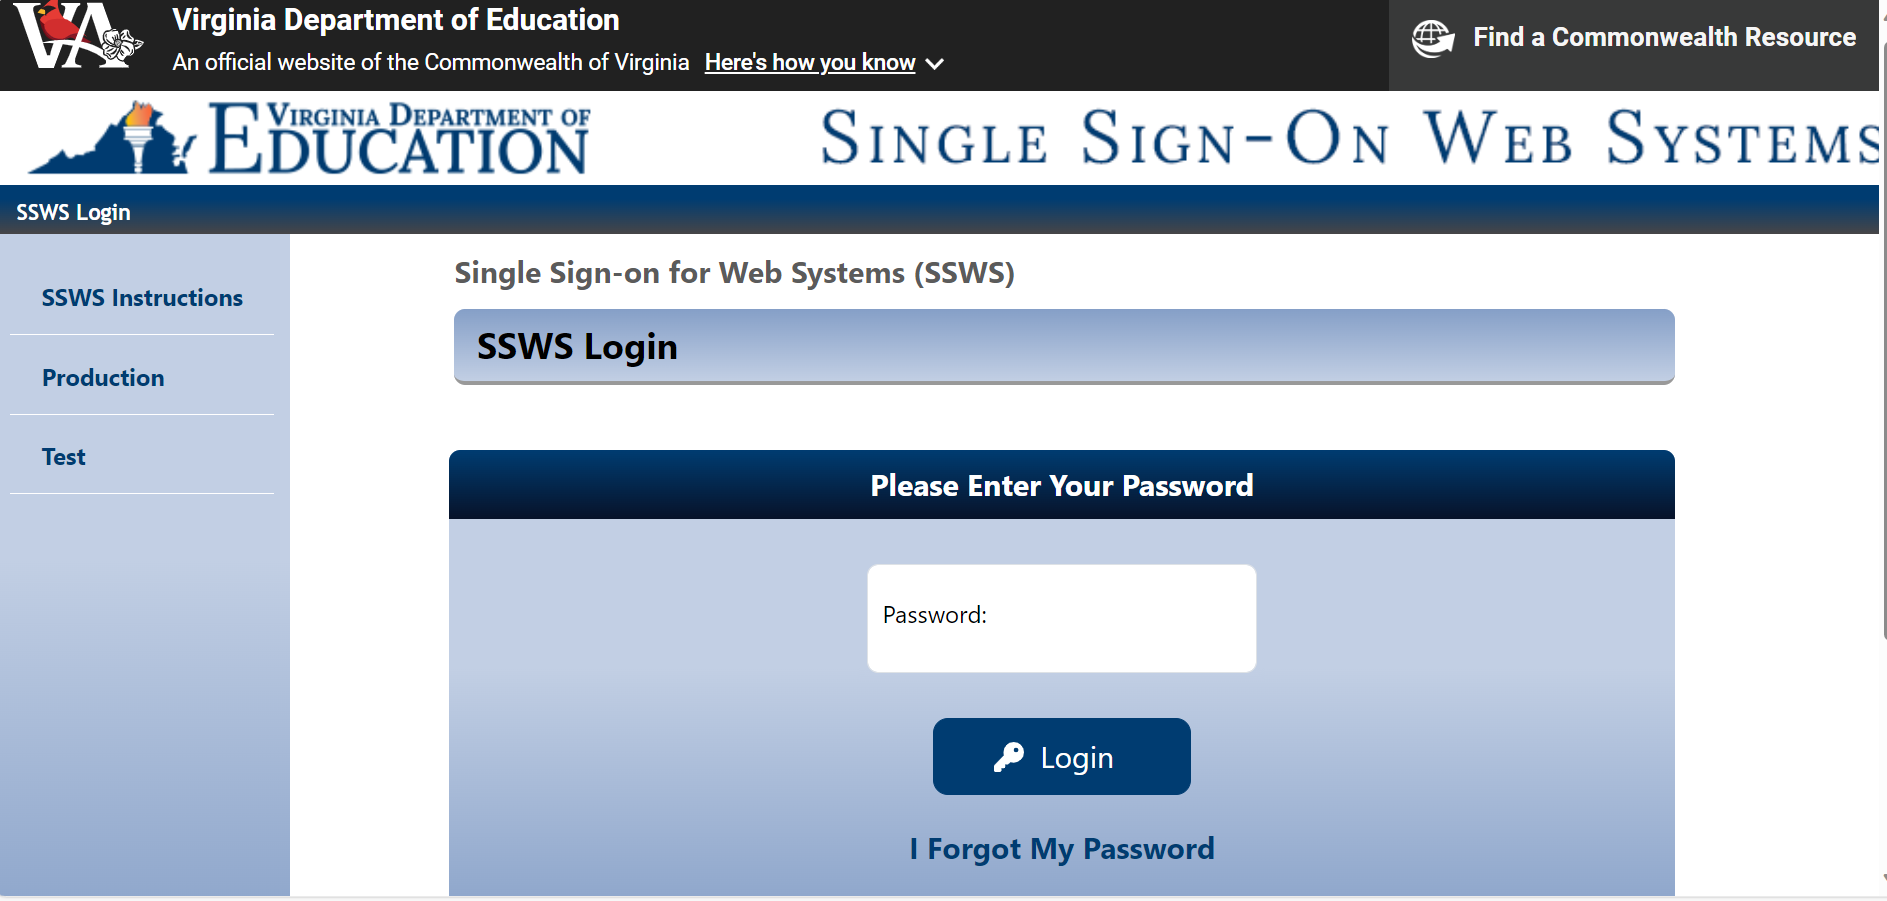 VA
Virginia Department of Education
An official website of the Commonwealth of Virginia Here's how you know
Find a Commonwealth Resource
VIRGINIA DEPARTMENT OF
EDUCATION
SINGLE SIGN-ON WEB SYSTEMS
SSWS Login
SSWS Instructions
Production
Test
Single Sign-on for Web Systems (SSWS)
SSWS Login
Please Enter Your Password
Password:
Login
I Forgot My Password